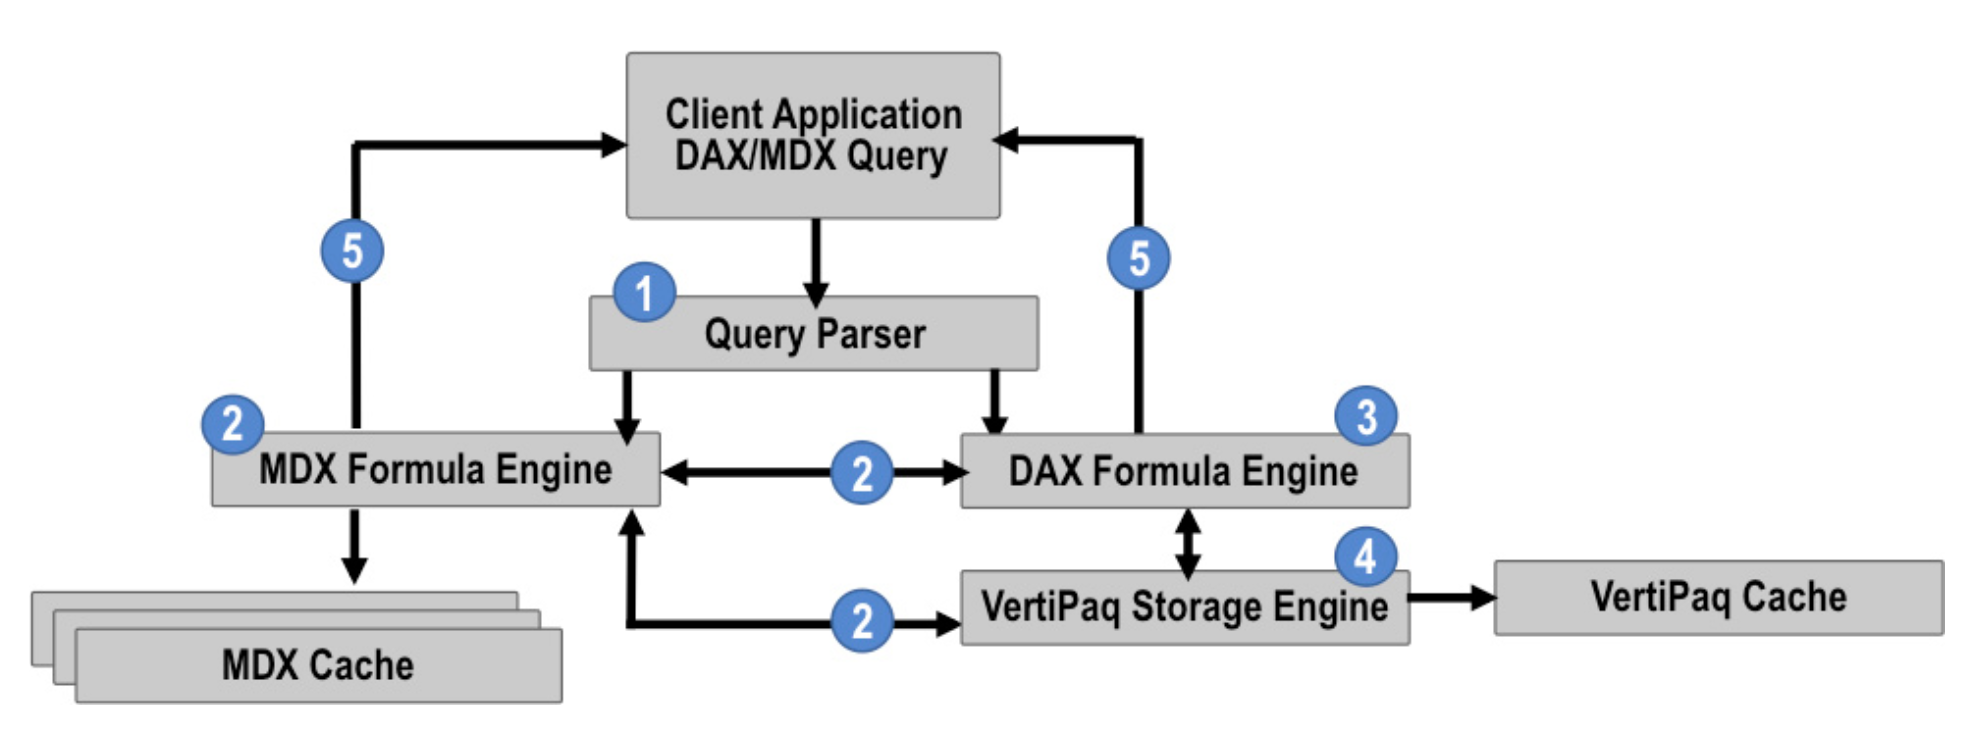 Client Application
DAX/MDX Query
5
5
1
Query Parser
2
MDX Formula Engine
2
3
DAX Formula Engine
4
2
VertiPaq Storage Engine
VertiPaq Cache
MDX Cache